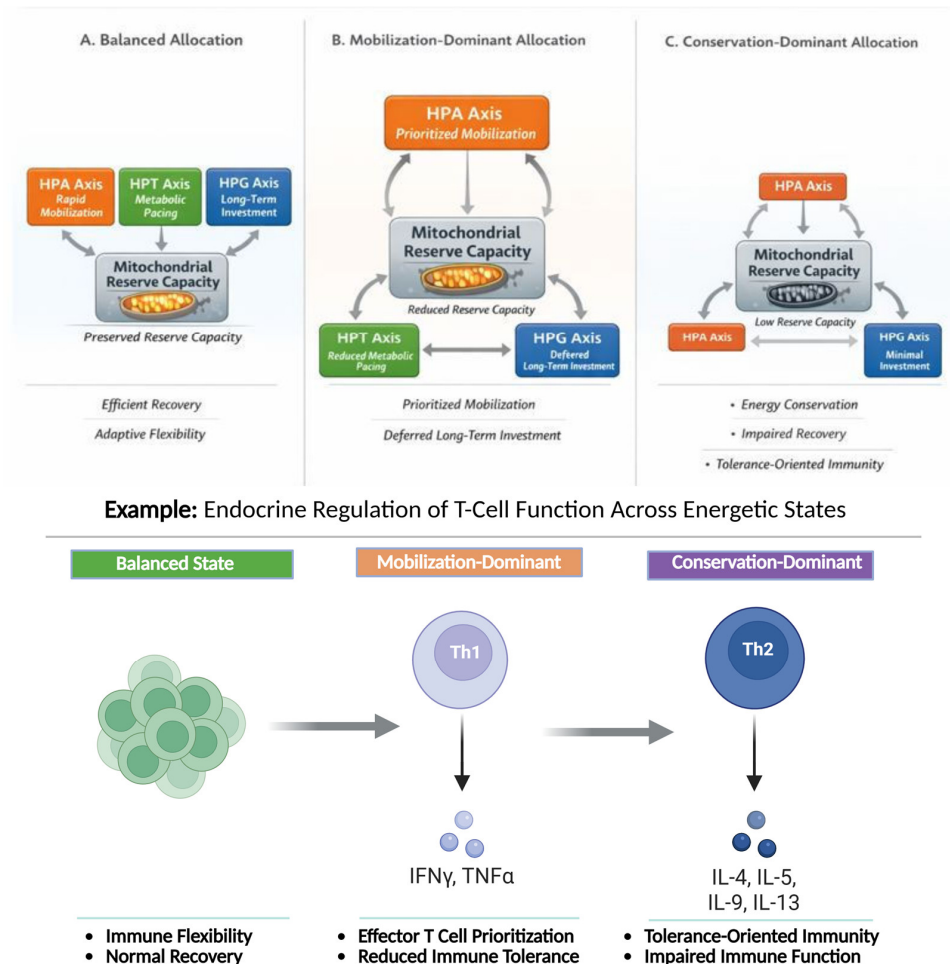 A. Balanced Allocation
HPA Axis
Rapid
Mobilization
HPT Axis
Metabolic
Pacing
HPG Axis
Long-Term
Investment
Mitochondrial
Reserve Capacity
Preserved Reserve Capacity
Efficient Recovery
Adaptive Flexibility
B. Mobilization-Dominant Allocation
HPA Axis
Prioritized Mobilization
Mitochondrial
Reserve Capacity
Reduced Reserve Capacity
HPT Axis
Reduced Metabolic
Pacing
HPG Axis
Deferred
Long-Term Investment
Prioritized Mobilization
Deferred Long-Term Investment
C. Conservation-Dominant Allocation
HPA Axis
Mitochondrial
Reserve Capacity
Low Reserve Capacity
HPA Axis
HPG Axis
Minimal
Investment
• Energy Conservation
• Impaired Recovery
• Tolerance-Oriented Immunity
Example: Endocrine Regulation of T-Cell Function Across Energetic States
Balanced State
• Immune Flexibility
• Normal Recovery
Mobilization-Dominant
Th1
IFNγ, TNFα
• Effector T Cell Prioritization
• Reduced Immune Tolerance
Conservation-Dominant
Th2
IL-4, IL-5,
IL-9, IL-13
• Tolerance-Oriented Immunity
• Impaired Immune Function